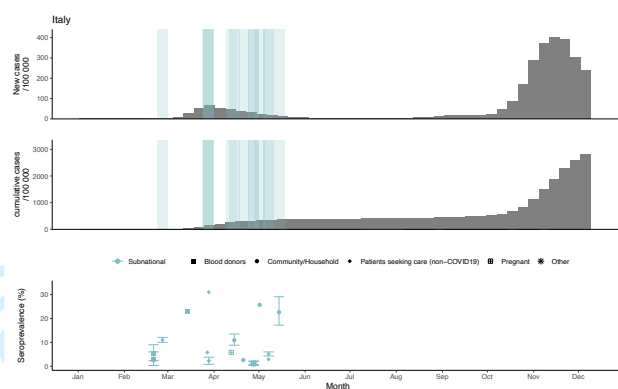 Italy
New cases
/100 000
400
300
200
100
0
cumulative cases
/100 000
3000
2000
1000
0
Subnational Blood donors Community/Household Patients seeking care (non−COVID19) Pregnant Other
Seroprevalence (%)
30
20
10
0
Jan Feb Mar Apr May Jun Jul Aug Sep Oct Nov Dec
Month